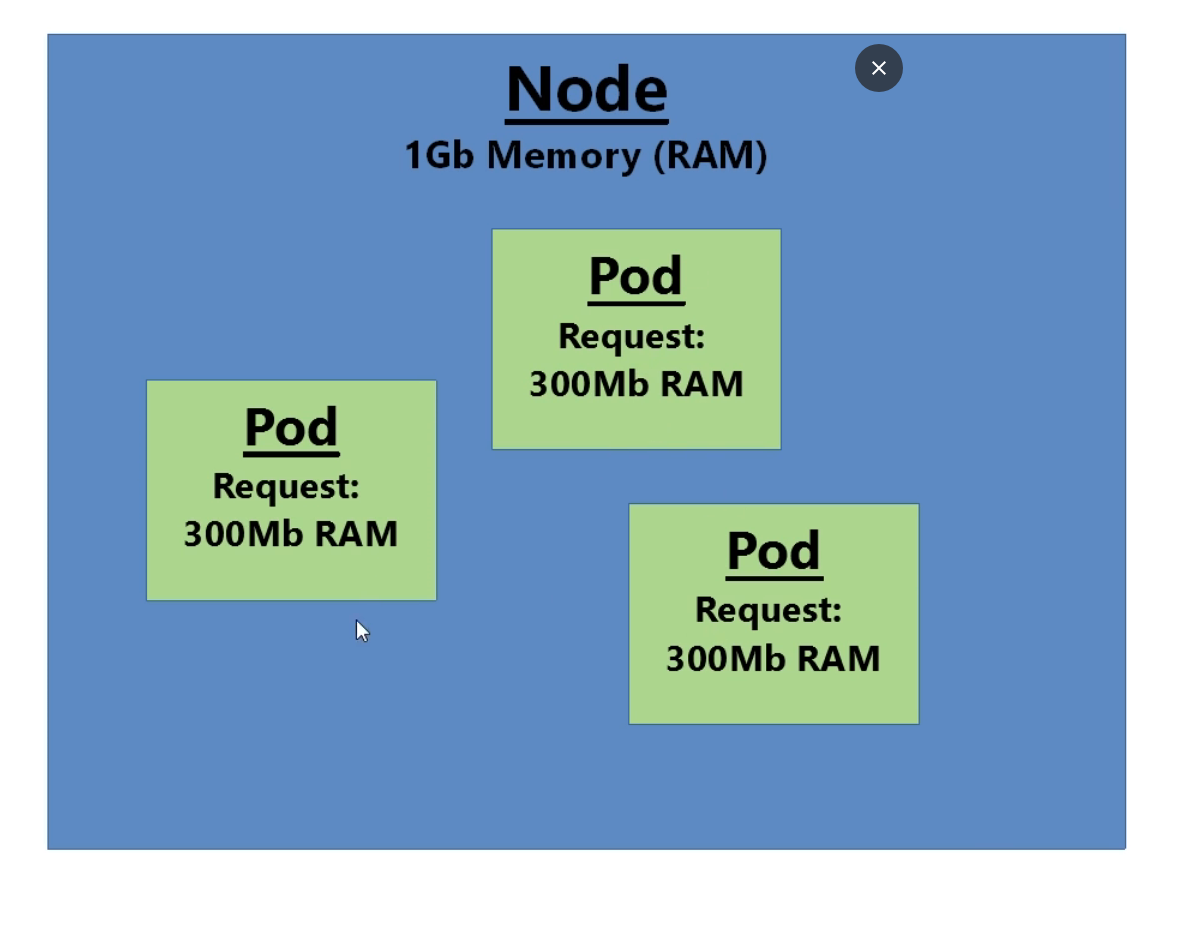 Node
1Gb Memory (RAM)
Pod
Request:
300Mb RAM
Pod
Request:
300Mb RAM
Pod
Request:
300Mb RAM